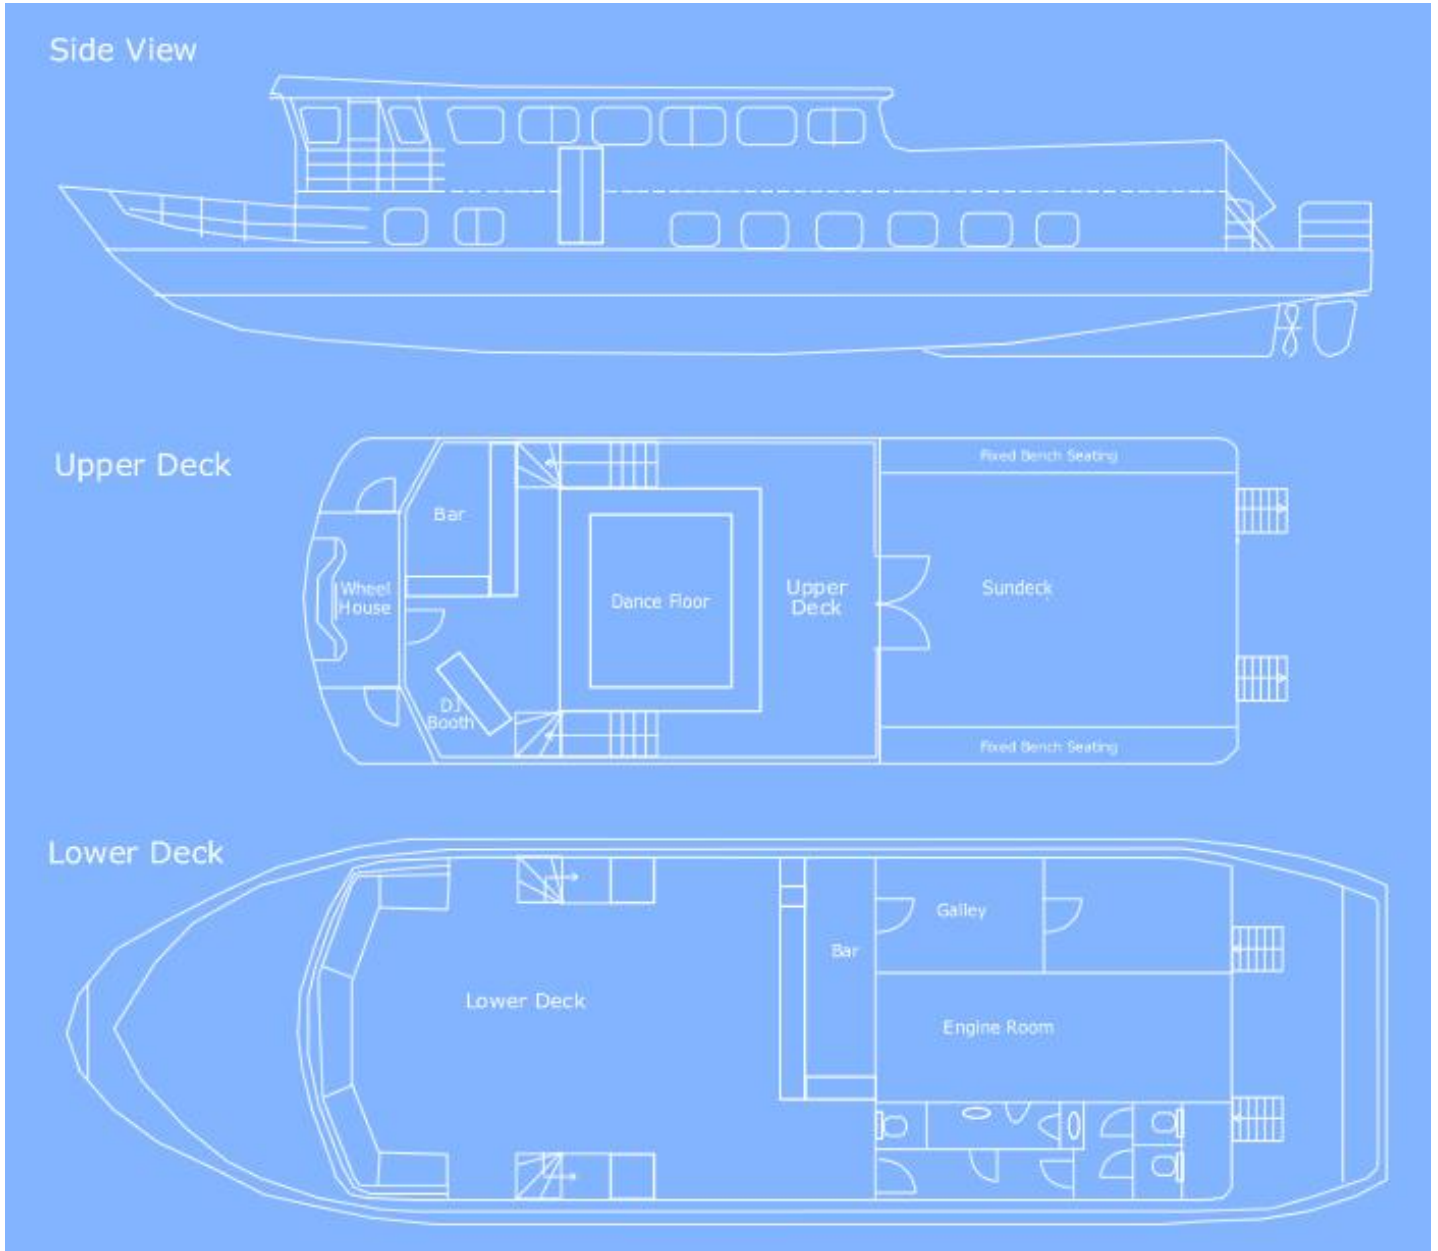 Side View
Upper Deck
Fixed Bench Seating
Bar
Wheel
House
Dance Floor
Upper
Deck
Sundeck
DJ
Booth
Fixed Bench Seating
Lower Deck
Galley
Bar
Lower Deck
Engine Room